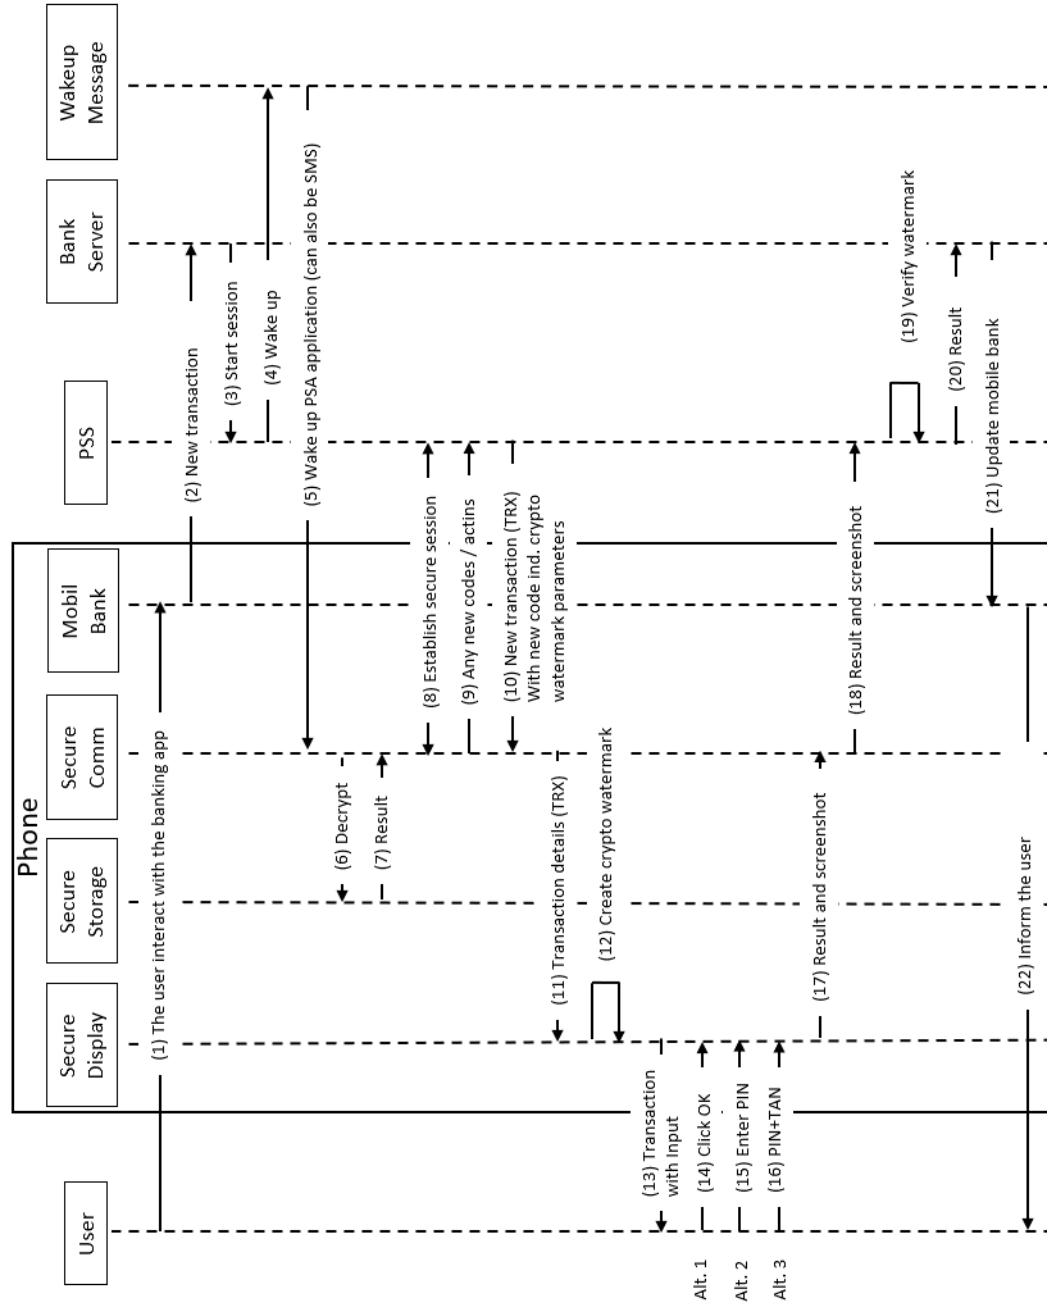 Phone
User
Secure
Display
Secure
Storage
Secure
Comm
Mobil
Bank
PSS
Bank
Server
Wakeup
Message
(1) The user interact with the banking app
(2) New transaction
(3) Start session
(4) Wake up
(5) Wake up PSA application (can also be SMS)
(6) Decrypt
(7) Result
(8) Establish secure session
(9) Any new codes / actins
(10) New transaction (TRX)
With new code ind. crypto
watermark parameters
(11) Transaction details (TRX)
(12) Create crypto watermark
(13) Transaction
with Input
Alt. 1
(14) Click OK
Alt. 2
(15) Enter PIN
Alt. 3
(16) PIN+TAN
(17) Result and screenshot
(18) Result and screenshot
(19) Verify watermark
(20) Result
(21) Update mobile bank
(22) Inform the user